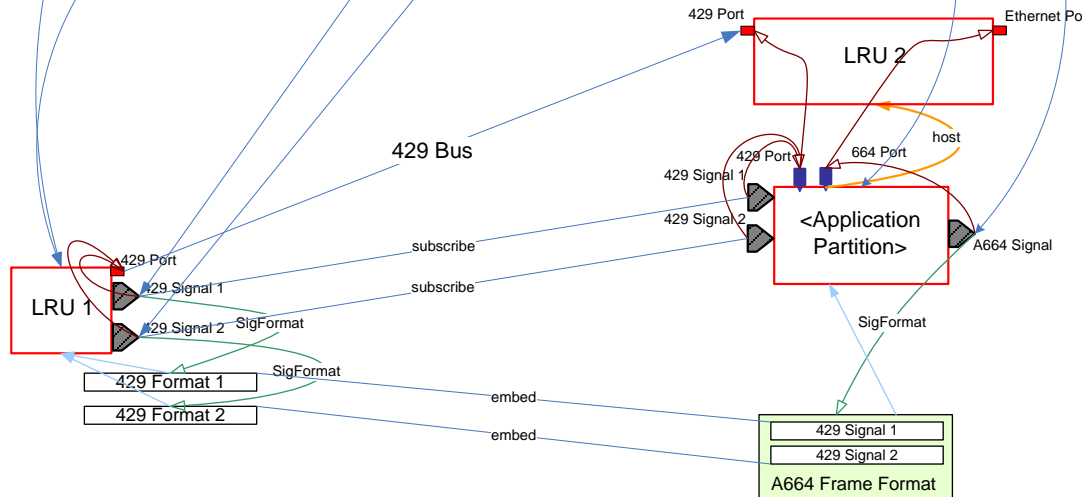 429 Port
Ethernet Po
LRU 2
host
429 Bus
429 Port
664 Port
429 Signal 1
429 Signal 2
<Application
Partition>
A664 Signal
subscribe
subscribe
429 Port
LRU 1
429 Signal 1
429 Signal 2
SigFormat
SigFormat
SigFormat
429 Format 1
429 Format 2
embed
embed
429 Signal 1
429 Signal 2
A664 Frame Format